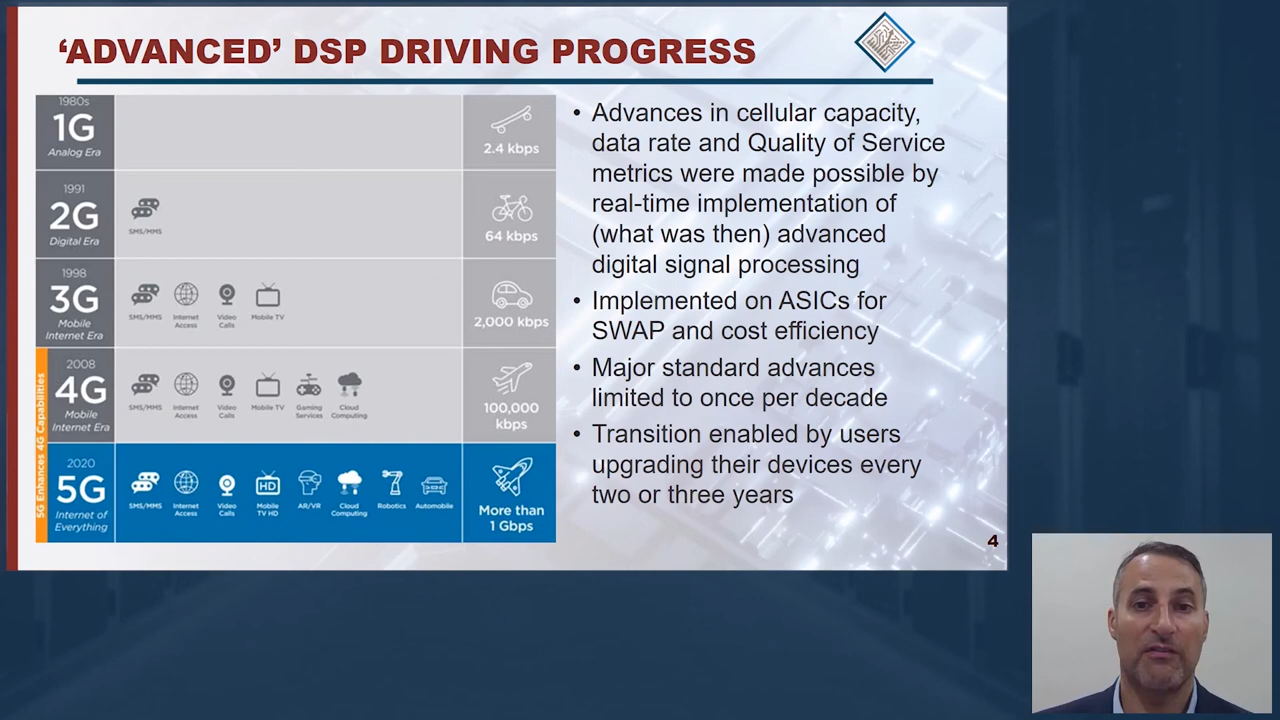 ‘ADVANCED’ DSP DRIVING PROGRESS
1980s
1G
Analog Era
2.4 kbps
1991
2G
Digital Era
SMS/MMS
64 kbps
1998
3G
Mobile
Internet Era
SMS/MMS
Internet
Access
Video
Calls
Mobile TV
2,000 kbps
5G Enhances 4G Capabilities
2008
4G
Mobile
Internet Era
SMS/MMS
Internet
Access
Video
Calls
Mobile TV
Gaming
Services
Cloud
Computing
100,000
kbps
2020
5G
Internet of
Everything
SMS/MMS
Internet
Access
Video
Calls
HD
Mobile
TV HD
AR/VR
Cloud
Computing
Robotics
Automobile
More than
1 Gbps
• Advances in cellular capacity,
data rate and Quality of Service
metrics were made possible by
real-time implementation of
(what was then) advanced
digital signal processing
• Implemented on ASICs for
SWAP and cost efficiency
• Major standard advances
limited to once per decade
• Transition enabled by users
upgrading their devices every
two or three years
4